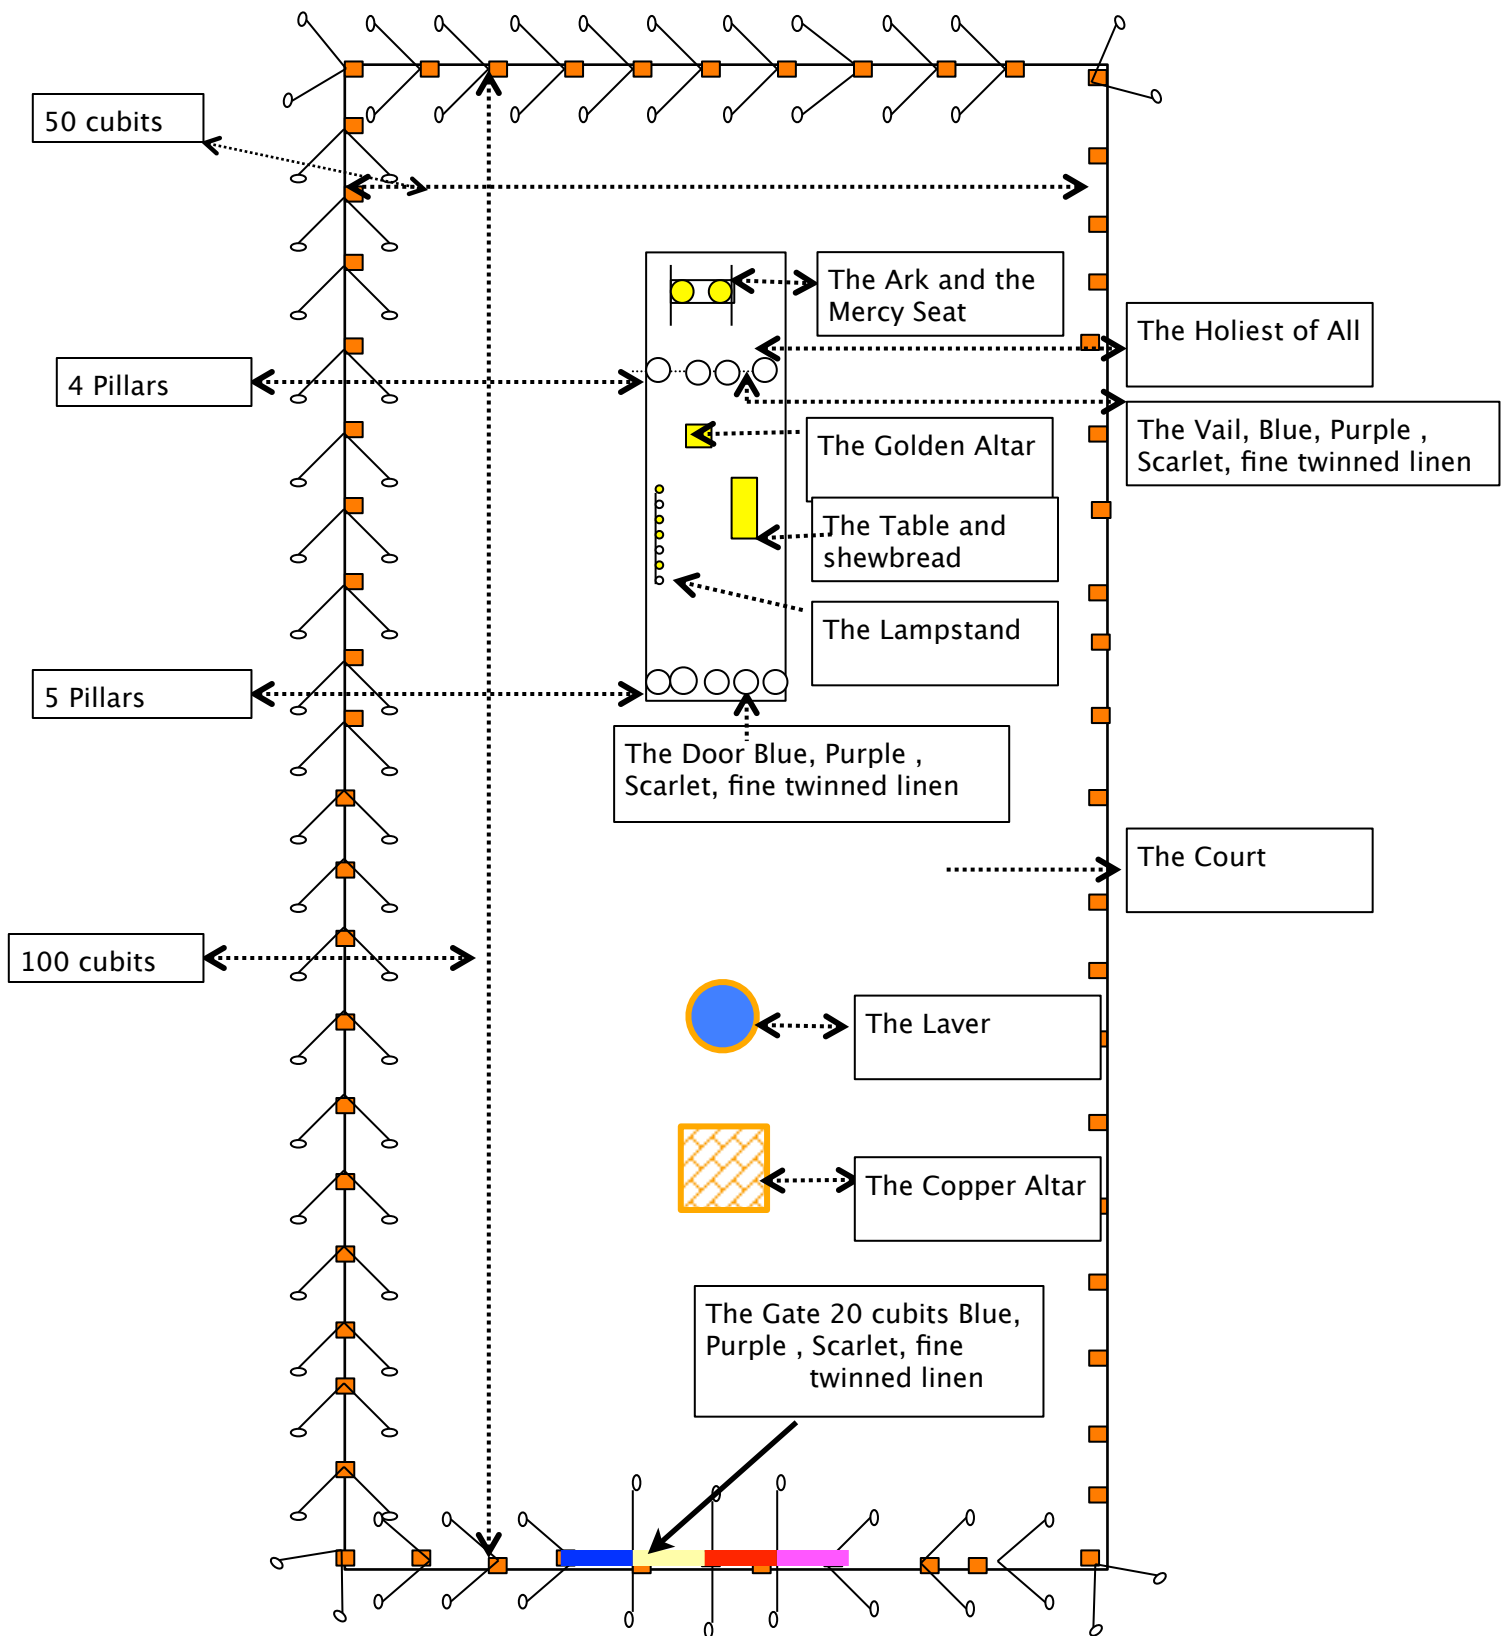 50 cubits
The Ark and the
Mercy Seat
The Holiest of All
4 Pillars
The Vail, Blue, Purple ,
Scarlet, fine twinned linen
The Golden Altar
The Table and
shewbread
The Lampstand
5 Pillars
The Door Blue, Purple ,
Scarlet, fine twinned linen
The Court
100 cubits
The Laver
The Copper Altar
The Gate 20 cubits Blue,
Purple , Scarlet, fine
twinned linen